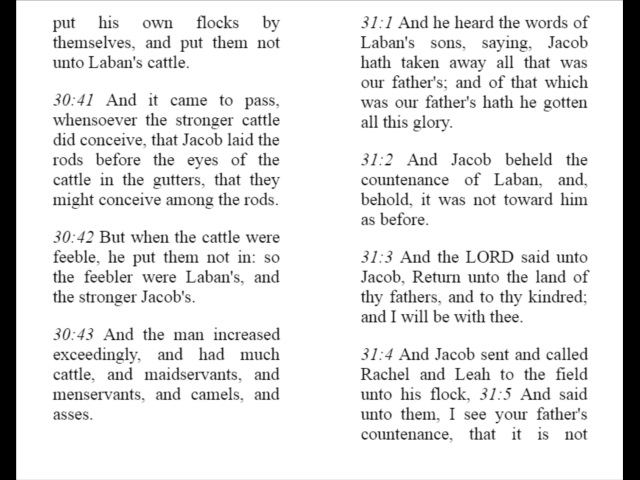 put his own flocks by
themselves, and put them not
unto Laban's cattle.
30:41 And it came to pass,
whensoever the stronger cattle
did conceive, that Jacob laid the
rods before the eyes of the
cattle in the gutters, that they
might conceive among the rods.
30:42 But when the cattle were
feeble, he put them not in: so
the feebler were Laban's, and
the stronger Jacob's.
30:43 And the man increased
exceedingly, and had much
cattle, and maidservants, and
menservants, and camels, and
asses.
31:1 And he heard the words of
Laban's sons, saying, Jacob
hath taken away all that was
our father's; and of that which
was our father's hath he gotten
all this glory.
31:2 And Jacob beheld the
countenance of Laban, and,
behold, it was not toward him
as before.
31:3 And the LORD said unto
Jacob, Return unto the land of
thy fathers, and to thy kindred;
and I will be with thee.
31:4 And Jacob sent and called
Rachel and Leah to the field
unto his flock, 31:5 And said
unto them, I see your father's
countenance, that it is not